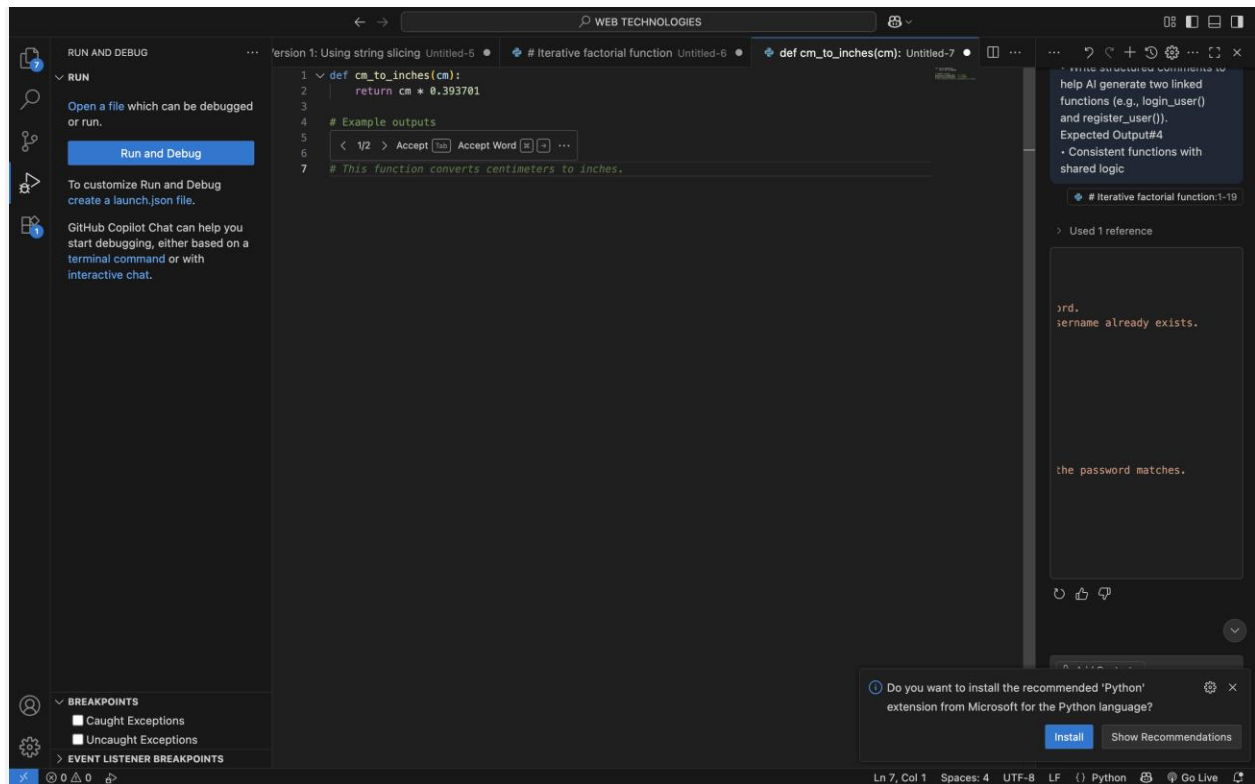 WEB TECHNOLOGIES
7
1
RUN AND DEBUG
RUN
Open a file which can be debugged
or run.
Run and Debug
To customize Run and Debug
create a launch.json file.
GitHub Copilot Chat can help you
start debugging, either based on a
terminal command or with
interactive chat.
BREAKPOINTS
Caught Exceptions
Uncaught Exceptions
EVENT LISTENER BREAKPOINTS
ersion 1: Using string slicing Untitled-5
# Iterative factorial function Untitled-6
def cm_to_inches(cm): Untitled-7
1 def cm_to_inches(cm):
2 return cm * 0.393701
3
4 # Example outputs
5
< 1/2 > Accept Tab Accept Word ⌘ → ···
6
7 # This function converts centimeters to inches.
• Write structured comments to
help AI generate two linked
functions (e.g., login_user()
and register_user()).
Expected Output#4
• Consistent functions with
shared logic
# Iterative factorial function:1-19
> Used 1 reference
ord.
sername already exists.
the password matches.
Do you want to install the recommended 'Python'
extension from Microsoft for the Python language?
Install
Show Recommendations
0 0
Ln 7, Col 1 Spaces: 4 UTF-8 LF {} Python Go Live